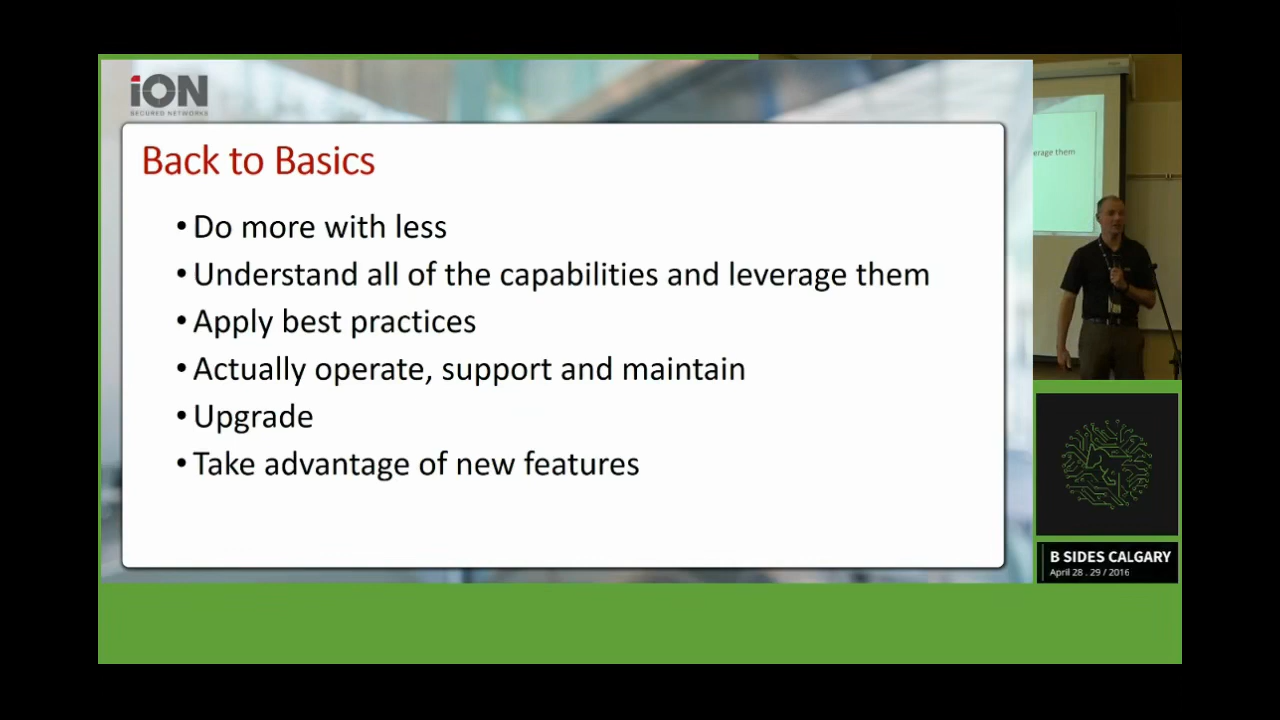 iON
SECURED NETWORKS
Back to Basics
• Do more with less
• Understand all of the capabilities and leverage them
• Apply best practices
• Actually operate, support and maintain
• Upgrade
• Take advantage of new features
erage them
B SIDES CALGARY
April 28 . 29 / 2016